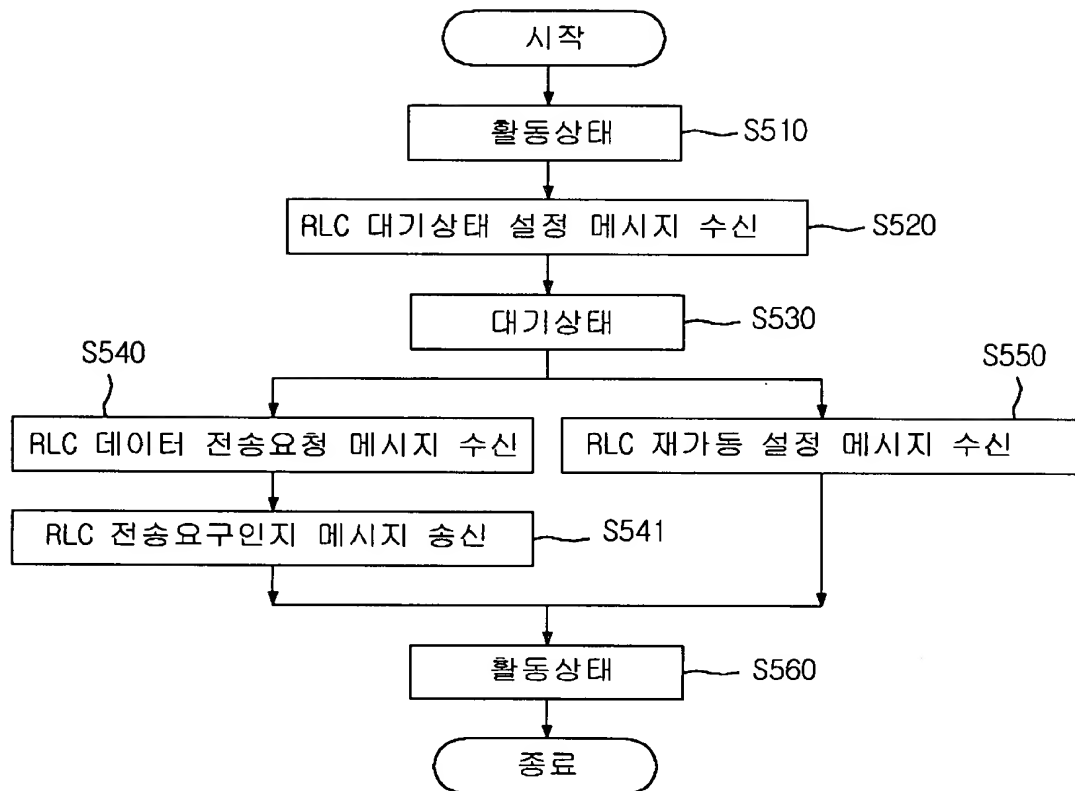 시작
활동상태
S510
RLC 대기상태 설정 메시지 수신
S520
대기상태
S530
S540
S550
RLC 데이터 전송요청 메시지 수신
RLC 재가동 설정 메시지 수신
RLC 전송요구인지 메시지 송신
S541
활동상태
S560
종료